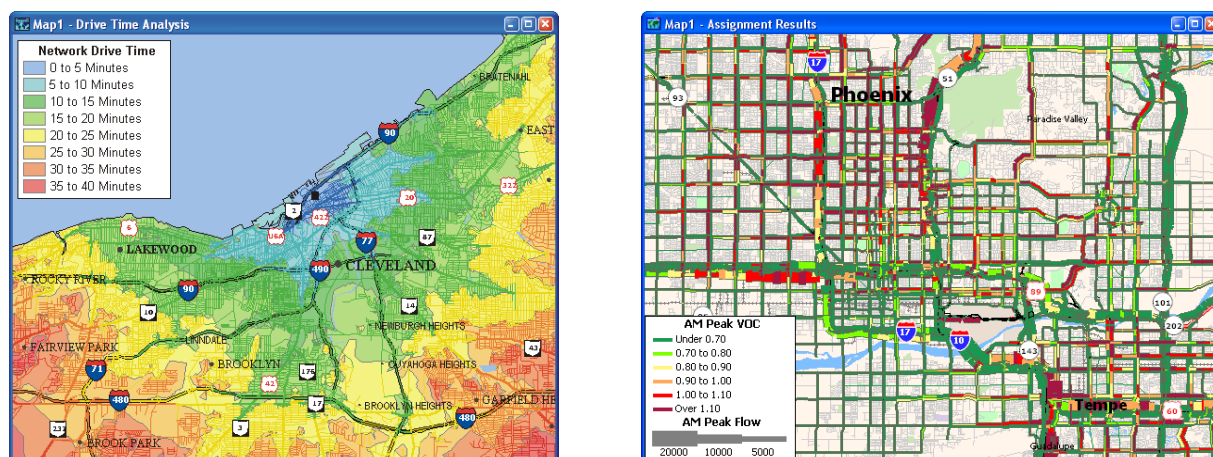 Map1 - Drive Time Analysis
Network Drive Time
0 to 5 Minutes
5 to 10 Minutes
10 to 15 Minutes
15 to 20 Minutes
20 to 25 Minutes
25 to 30 Minutes
30 to 35 Minutes
35 to 40 Minutes
BRATENAHL
90
EAST
322
20
2
422
6
USA
LAKEWOOD
77
87
490
CLEVELAND
ROCKY RIVER
90
10
14
NEWBURGH HEIGHTS
LINNDALE
FAIRVIEW PARK
43
BROOKLYN
CUYAHOGA HEIGHTS
71
176
42
480
17
BROOKLYN HEIGHTS
GARFIELD HE
480
231
3
BROOK PARK
Map1 - Assignment Results
17
51
Phoenix
93
Paradise Valley
89
101
202
17
10
143
Tempe
60
Guadalupe
AM Peak VOC
Under 0.70
0.70 to 0.80
0.80 to 0.90
0.90 to 1.00
1.00 to 1.10
Over 1.10
AM Peak Flow
20000 10000 5000